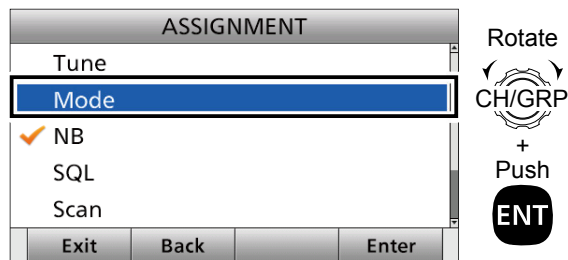 ASSIGNMENT
Tune
Mode
NB
SQL
Scan
Exit Back Enter
Rotate
CH/GRP
+
Push
ENT